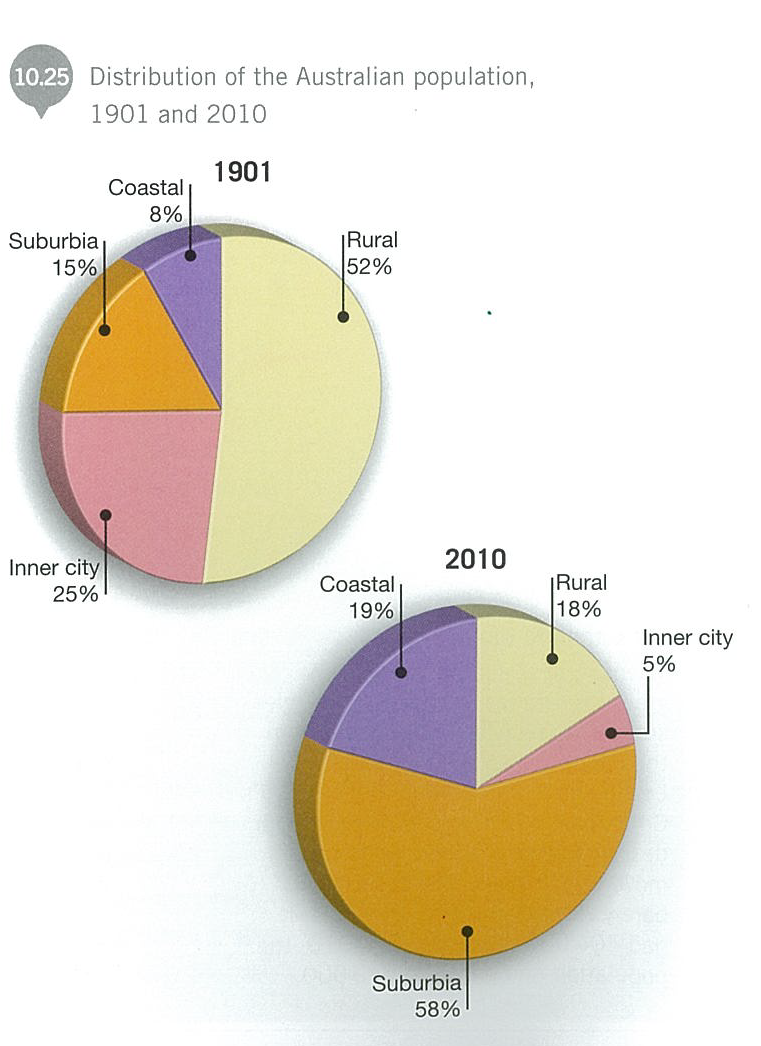 10.25 Distribution of the Australian population,
1901 and 2010
1901
Coastal
8%
Suburbia
15%
Rural
52%
Inner city
25%
2010
Coastal
19%
Rural
18%
Inner city
5%
Suburbia
58%